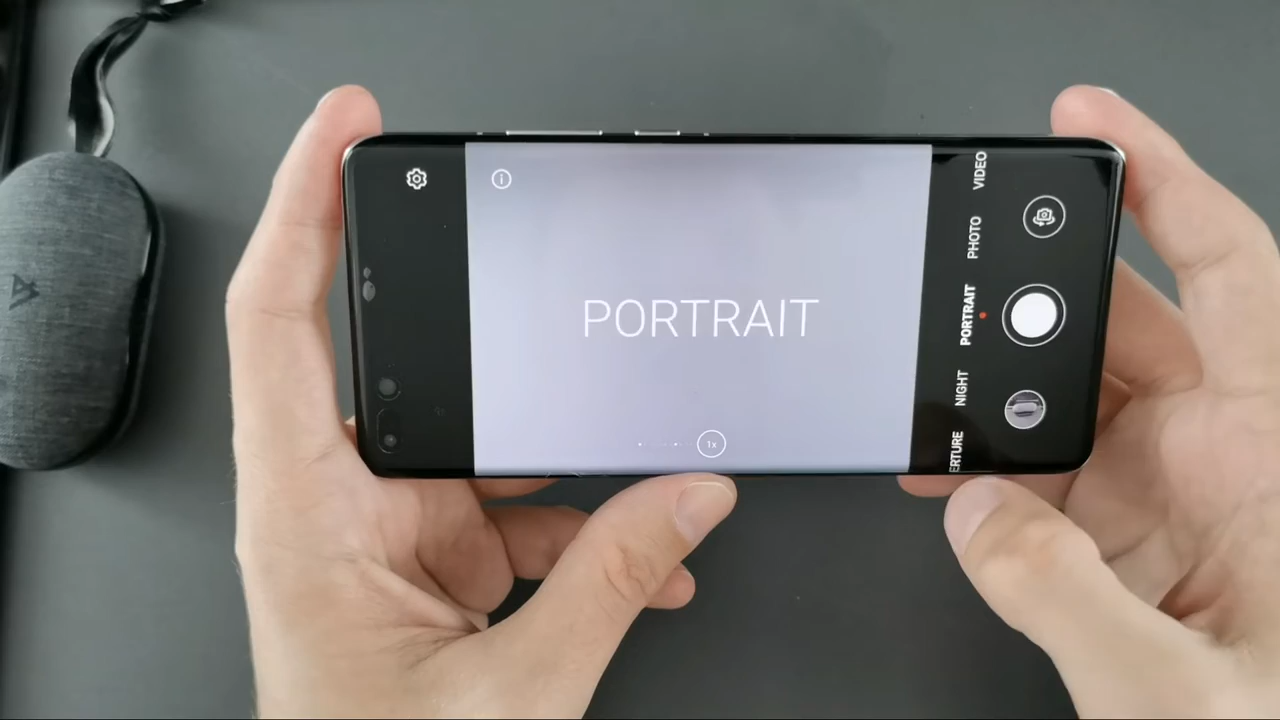 PORTRAIT
1x
VIDEO
PHOTO
PORTRAIT
NIGHT
ERTURE